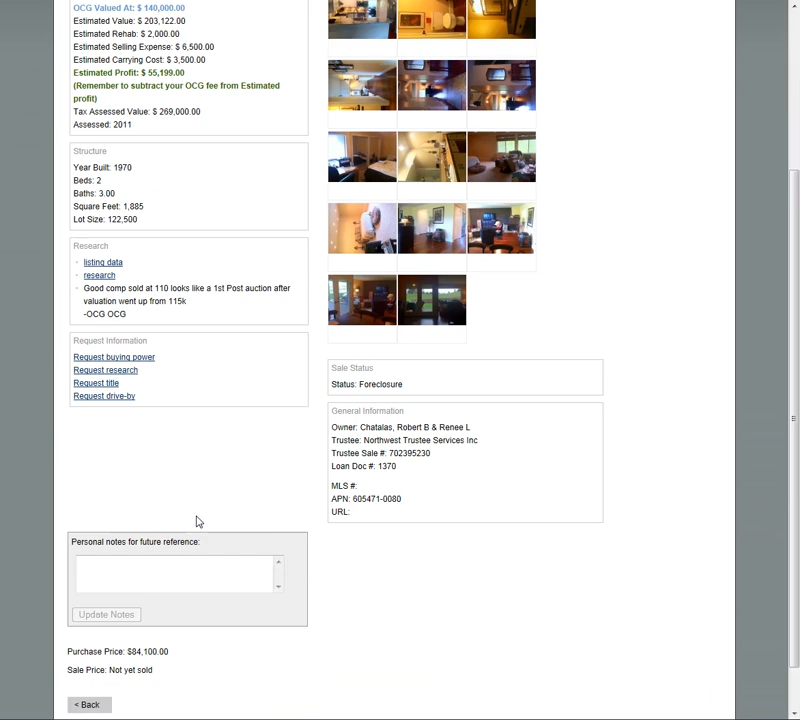 OCG Valued At: $ 140,000.00
Estimated Value: $ 203,122.00
Estimated Rehab: $ 2,000.00
Estimated Selling Expense: $ 6,500.00
Estimated Carrying Cost: $ 3,500.00
Estimated Profit: $ 55,199.00
(Remember to subtract your OCG fee from Estimated
profit)
Tax Assessed Value: $ 269,000.00
Assessed: 2011
Structure
Year Built: 1970
Beds: 2
Baths: 3.00
Square Feet: 1,885
Lot Size: 122,500
Research
listing data
research
Good comp sold at 110 looks like a 1st Post auction after
valuation went up from 115k
-OCG OCG
Request Information
Request buying power
Request research
Request title
Request drive-by
Sale Status
Status: Foreclosure
General Information
Owner: Chatalas, Robert B & Renee L
Trustee: Northwest Trustee Services Inc
Trustee Sale #: 702395230
Loan Doc #: 1370
MLS #:
APN: 605471-0080
URL:
Personal notes for future reference:
Update Notes
Purchase Price: $84,100.00
Sale Price: Not yet sold
< Back